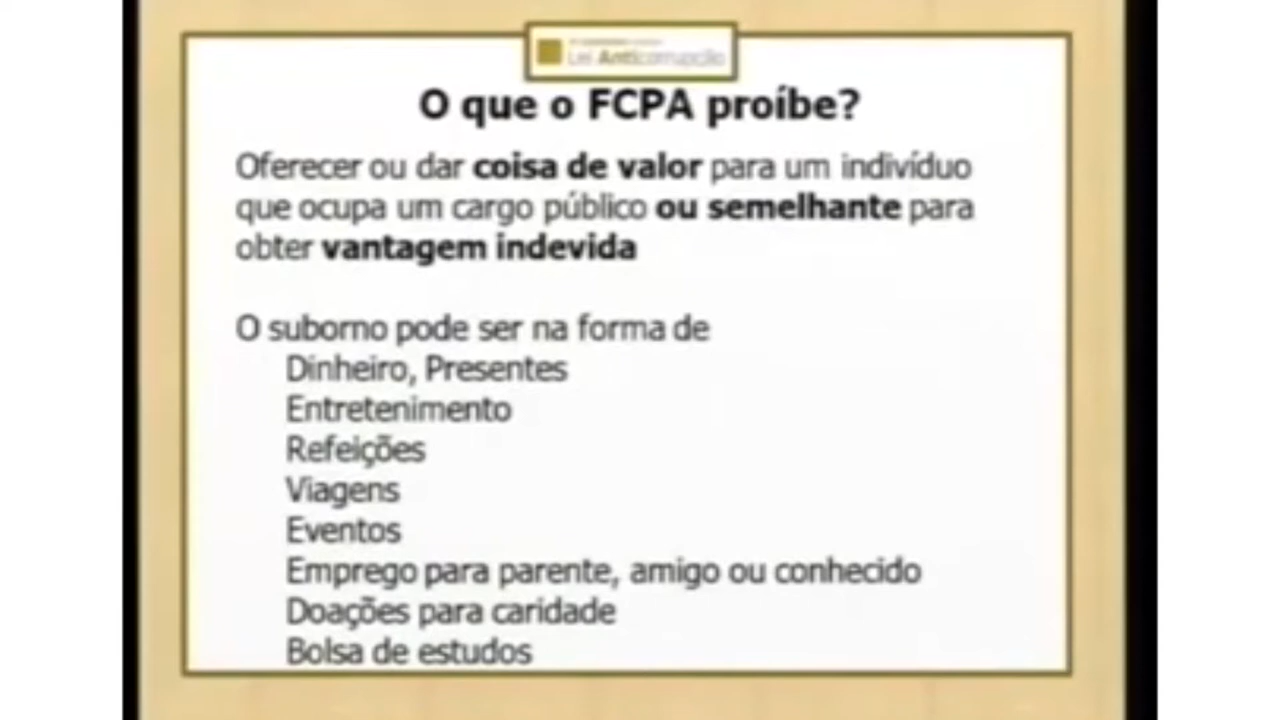 Lei Anticorrupção
O que o FCPA proíbe?
Oferecer ou dar coisa de valor para um indivíduo
que ocupa um cargo público ou semelhante para
obter vantagem indevida
O suborno pode ser na forma de
Dinheiro, Presentes
Entretenimento
Refeições
Viagens
Eventos
Emprego para parente, amigo ou conhecido
Doações para caridade
Bolsa de estudos